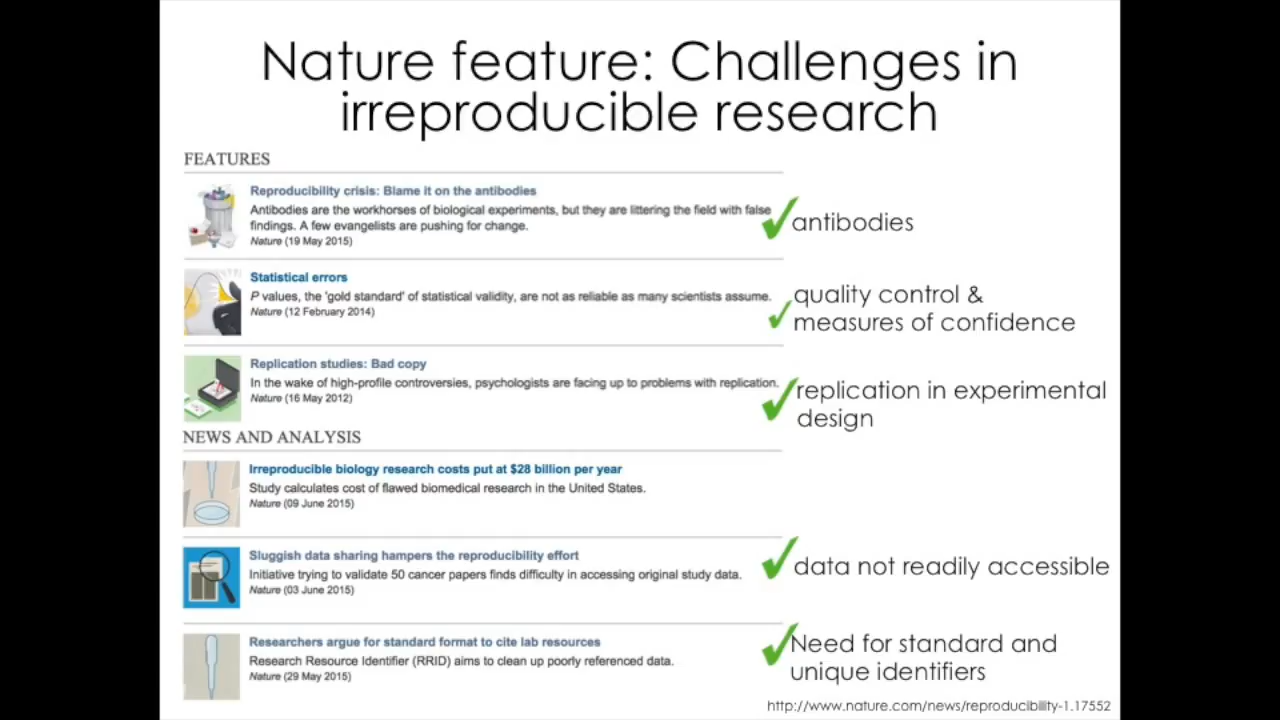 Nature feature: Challenges in
irreproducible research
FEATURES
Reproducibility crisis: Blame it on the antibodies
Antibodies are the workhorses of biological experiments, but they are littering the field with false
findings. A few evangelists are pushing for change.
Nature (19 May 2015)
antibodies
Statistical errors
P values, the 'gold standard' of statistical validity, are not as reliable as many scientists assume.
Nature (12 February 2014)
quality control &
measures of confidence
Replication studies: Bad copy
In the wake of high-profile controversies, psychologists are facing up to problems with replication.
Nature (16 May 2012)
replication in experimental
design
NEWS AND ANALYSIS
Irreproducible biology research costs put at $28 billion per year
Study calculates cost of flawed biomedical research in the United States.
Nature (09 June 2015)
Sluggish data sharing hampers the reproducibility effort
Initiative trying to validate 50 cancer papers finds difficulty in accessing original study data.
Nature (03 June 2015)
data not readily accessible
Researchers argue for standard format to cite lab resources
Research Resource Identifier (RRID) aims to clean up poorly referenced data.
Nature (29 May 2015)
Need for standard and
unique identifiers
http://www.nature.com/news/reproducibility-1.17552